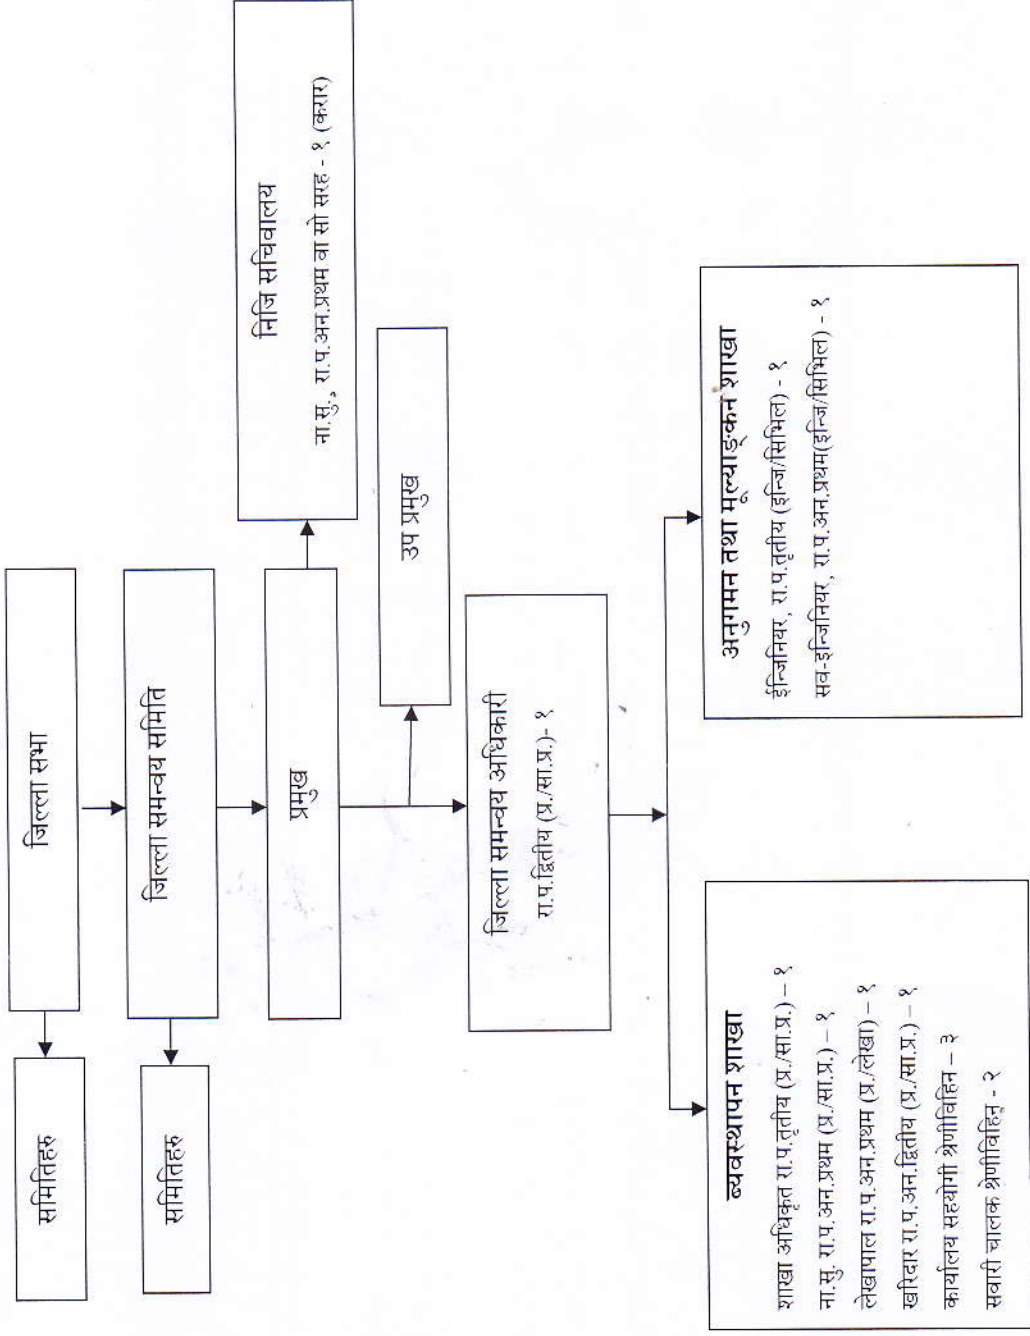 जिल्ला सभा
समितिहरु
जिल्ला समन्वय समिति
समितिहरु
प्रमुख
निजि सचिवालय
ना.सु., रा.प.अन.प्रथम वा सो सरह - १ (करार)
उप प्रमुख
जिल्ला समन्वय अधिकारी
रा.प.द्वितीय (प्र./सा.प्र.)- १
व्यवस्थापन शाखा
शाखा अधिकृत रा.प.तृतीय (प्र./सा.प्र.) – १
ना.सु. रा.प.अन.प्रथम (प्र./सा.प्र.) – १
लेखापाल रा.प.अन.प्रथम (प्र./लेखा) – १
खरिदार रा.प.अन.द्वितीय (प्र./सा.प्र.) – १
कार्यालय सहयोगी श्रेणीविहिन – ३
सवारी चालक श्रेणीविहिन - २
अनुगमन तथा मूल्याङ्कन शाखा
ईन्जिनियर, रा.प.तृतीय (इन्जि/सिभिल) - १
सव-इन्जिनियर, रा.प.अन.प्रथम(इन्जि/सिभिल) - १